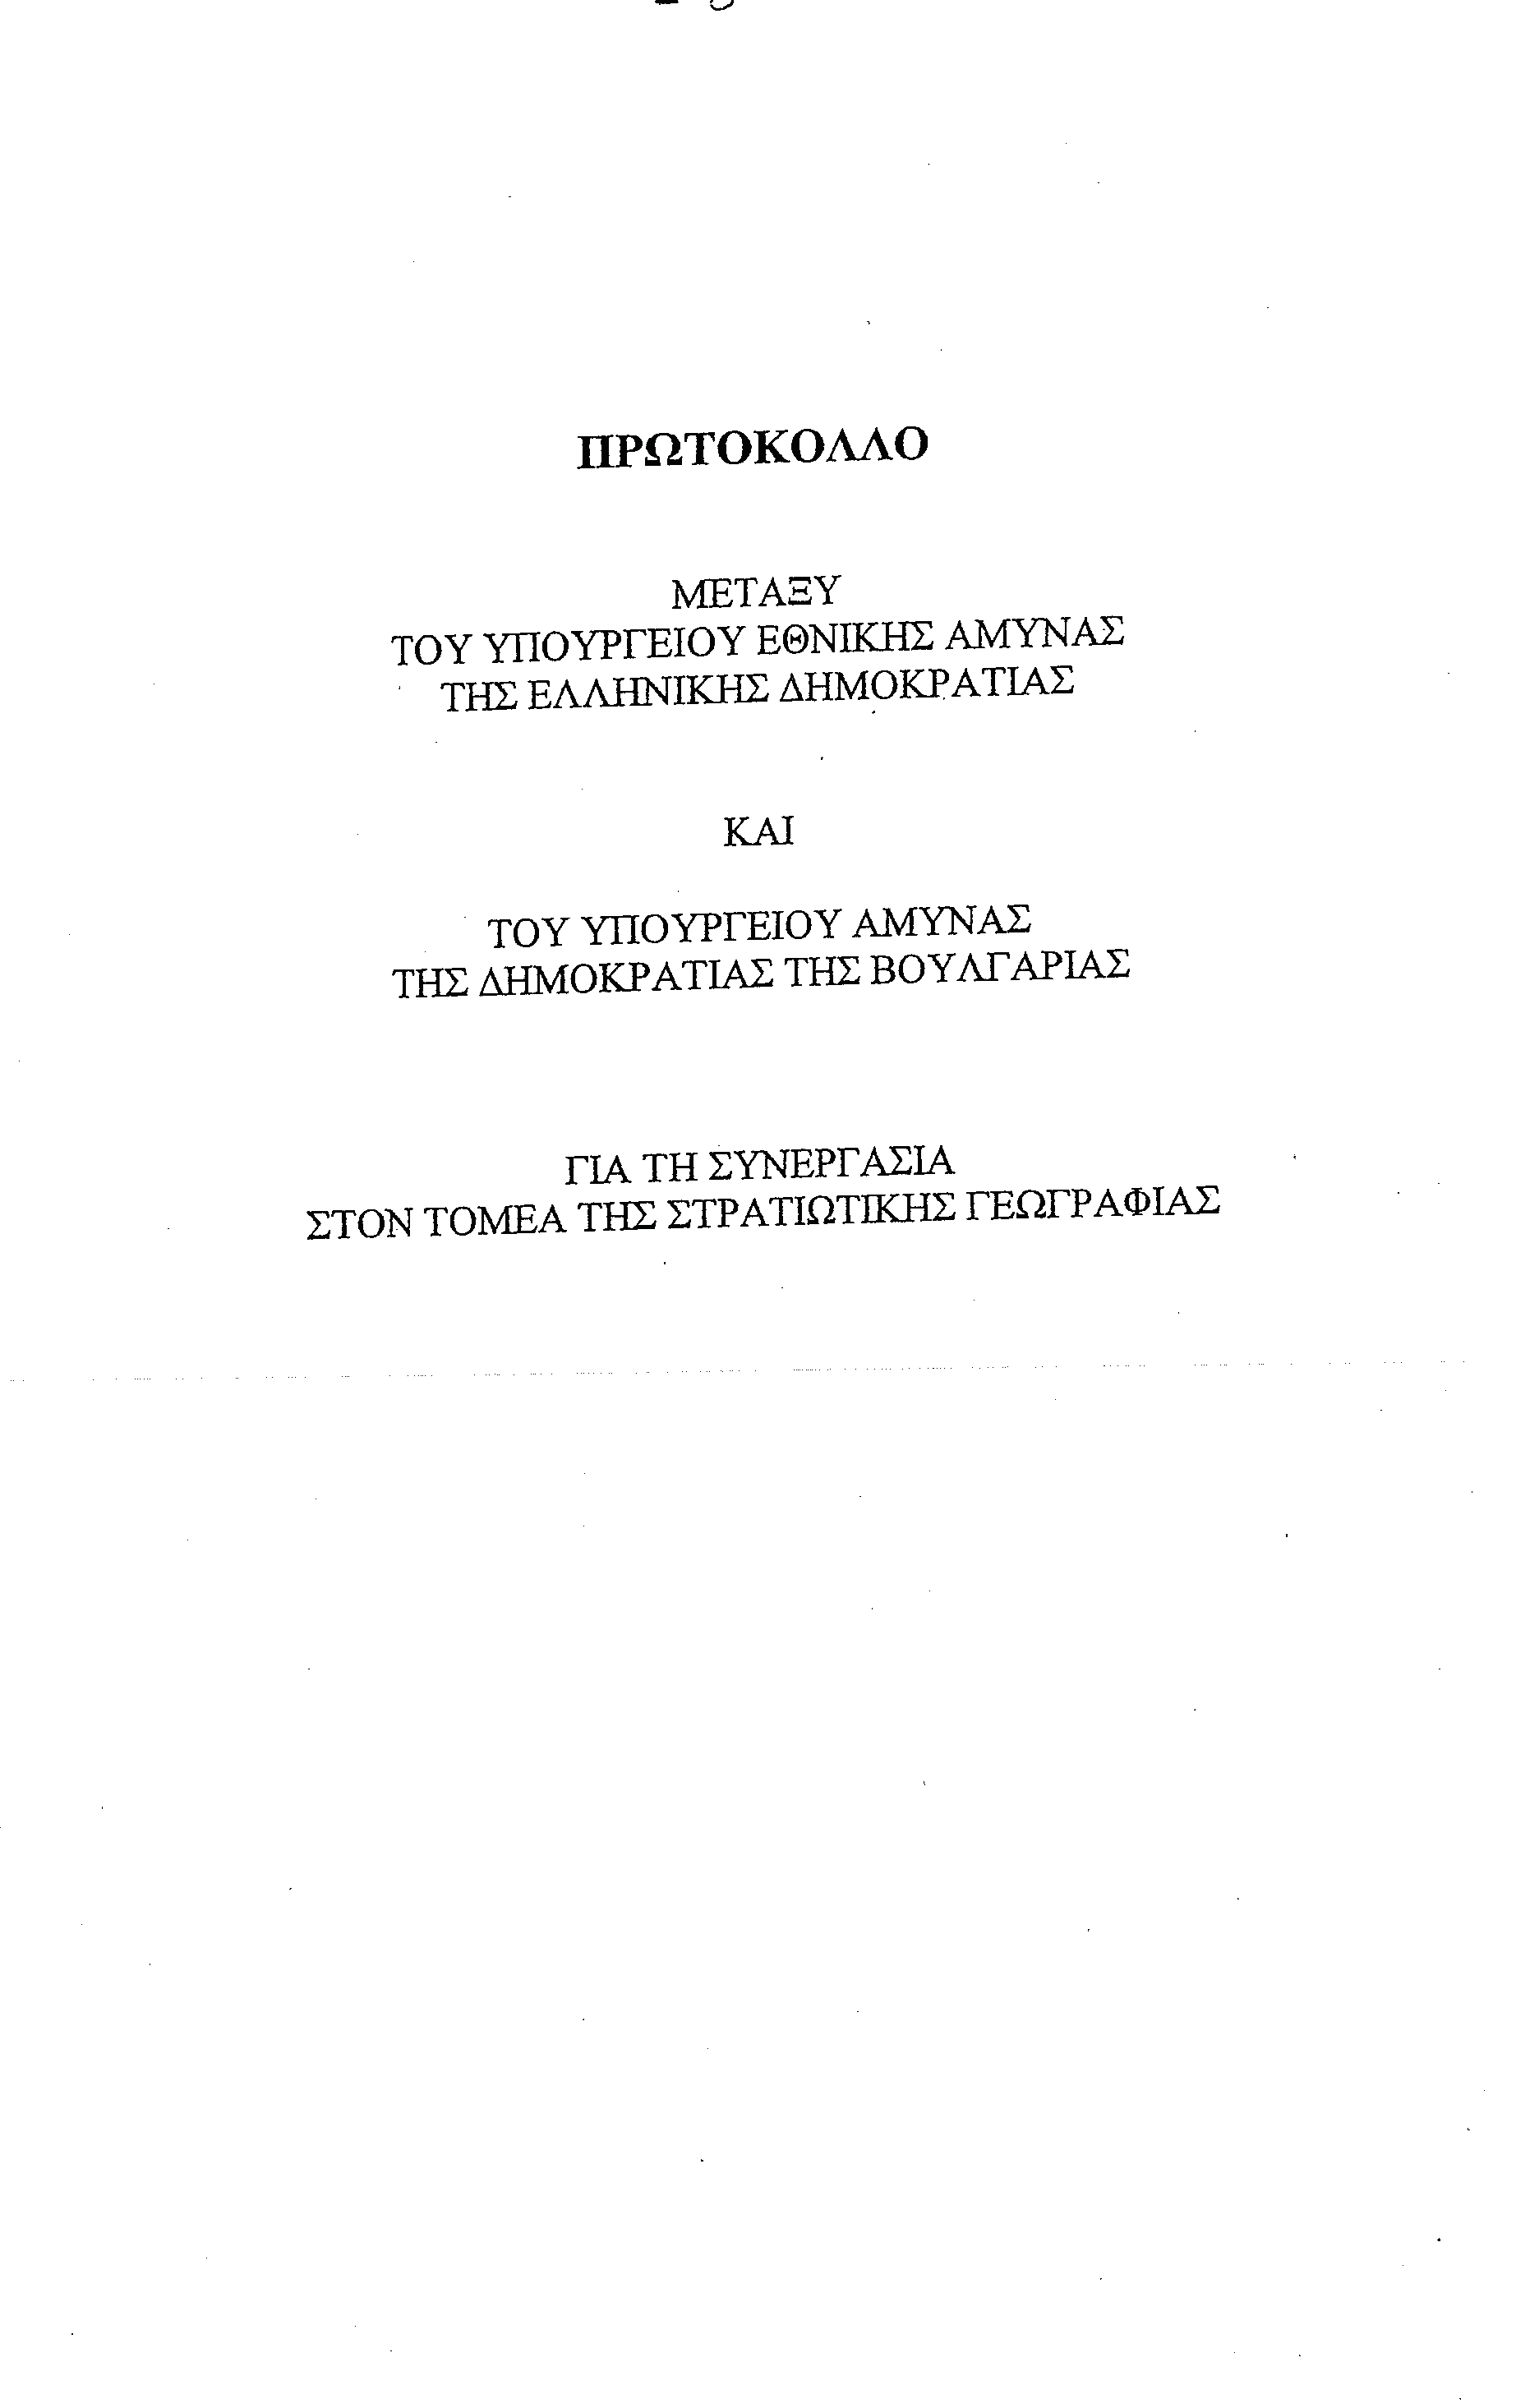 ΠΡΩΤΟΚΟΛΛΟ
ΜΕΤΑΞΥ
ΤΟΥ ΥΠΟΥΡΓΕΙΟΥ ΕΘΝΙΚΗΣ ΑΜΥΝΑΣ
ΤΗΣ ΕΛΛΗΝΙΚΗΣ ΔΗΜΟΚΡΑΤΙΑΣ
ΚΑΙ
ΤΟΥ ΥΠΟΥΡΓΕΙΟΥ ΑΜΥΝΑΣ
ΤΗΣ ΔΗΜΟΚΡΑΤΙΑΣ ΤΗΣ ΒΟΥΛΓΑΡΙΑΣ
ΓΙΑ ΤΗ ΣΥΝΕΡΓΑΣΙΑ
ΣΤΟΝ ΤΟΜΕΑ ΤΗΣ ΣΤΡΑΤΙΩΤΙΚΗΣ ΓΕΩΓΡΑΦΙΑΣ